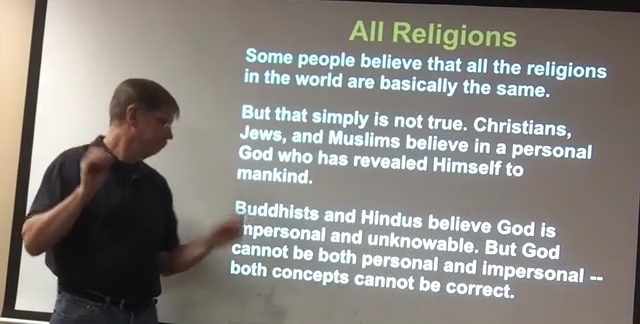 All Religions
Some people believe that all the religions
in the world are basically the same.
But that simply is not true. Christians,
Jews, and Muslims believe in a personal
God who has revealed Himself to
mankind.
Buddhists and Hindus believe God is
impersonal and unknowable. But God
cannot be both personal and impersonal --
both concepts cannot be correct.